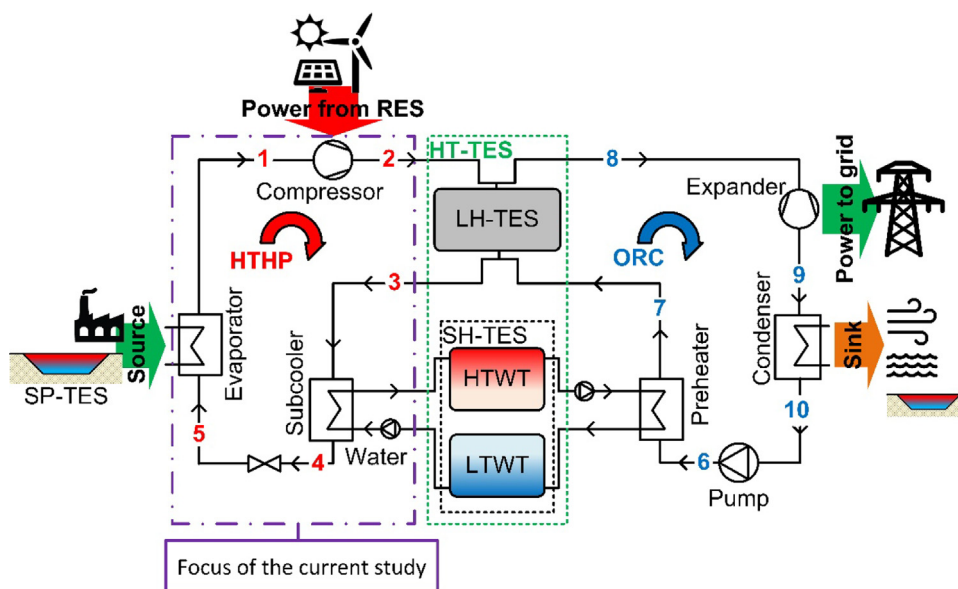 Power from RES
1
2
HT-TES
8
Compressor
Expander
Power to grid
LH-TES
HTHP
ORC
3
9
7
Source
Evaporator
SH-TES
Condenser
Sink
SP-TES
Subcooler
HTWT
Preheater
5
10
Water
LTWT
4
6
Pump
Focus of the current study